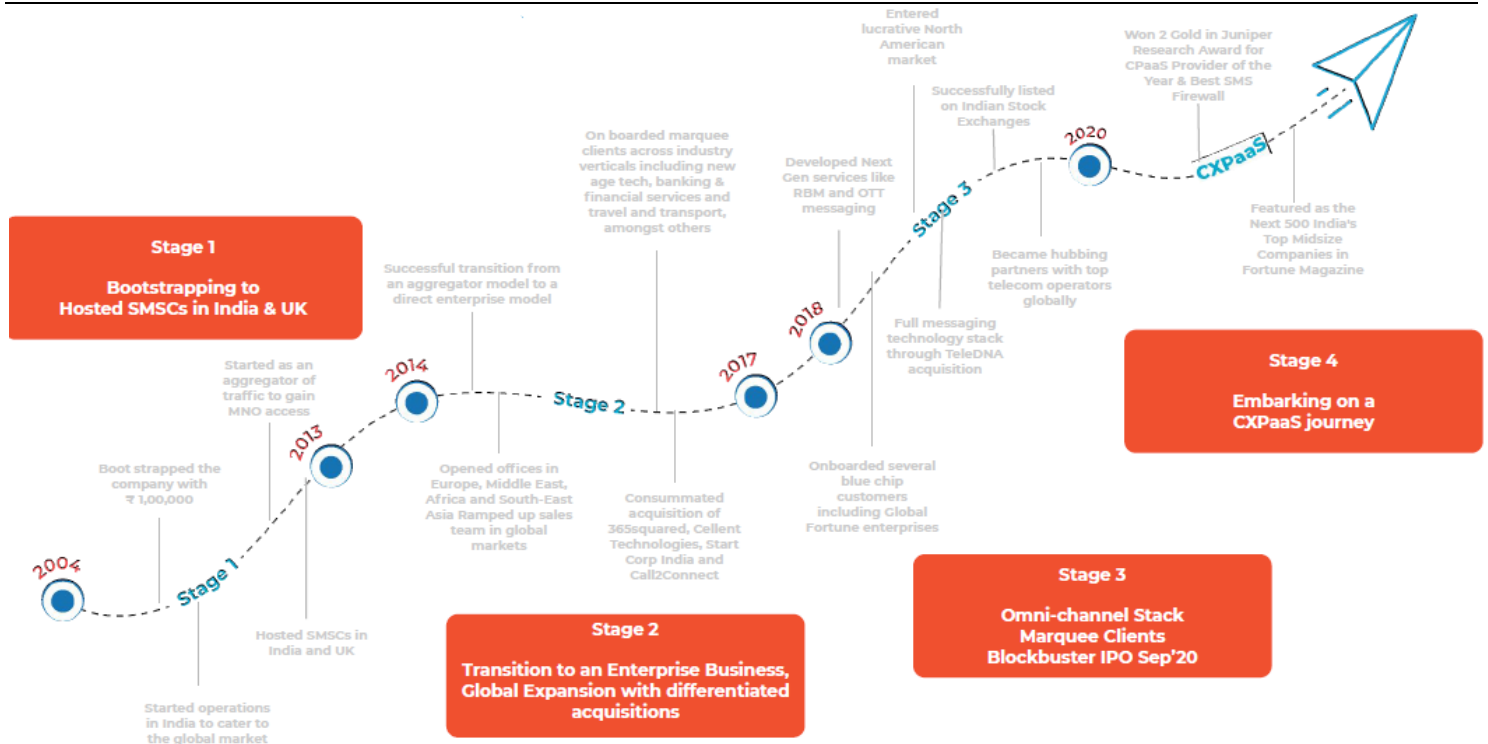 Stage 1
Bootstrapping to
Hosted SMSCs in India & UK
2004
Boot strapped the
company with
₹ 1,00,000
Stage 1
Started operations
in India to cater to
the global market
Started as an
aggregator of
traffic to gain
MNO access
2013
Hosted SMSCs in
India and UK
2014
Successful transition from
an aggregator model to a
direct enterprise model
Opened offices in
Europe, Middle East,
Africa and South-East
Asia Ramped up sales
team in global
markets
Stage 2
On boarded marquee
clients across industry
verticals including new
age tech, banking &
financial services and
travel and transport,
amongst others
Consummated
acquisition of
365squared, Cellent
Technologies, Start
Corp India and
Call2Connect
Stage 2
Transition to an Enterprise Business,
Global Expansion with differentiated
acquisitions
2017
2018
Developed Next
Gen services like
RBM and OTT
messaging
Onboarded several
blue chip
customers
including Global
Fortune enterprises
Entered
lucrative North
American
market
Stage 3
Full messaging
technology stack
through TeleDNA
acquisition
Successfully listed
on Indian Stock
Exchanges
Became hubbing
partners with top
telecom operators
globally
Stage 3
Omni-channel Stack
Marquee Clients
Blockbuster IPO Sep'20
2020
Won 2 Gold in Juniper
Research Award for
CPaaS Provider of the
Year & Best SMS
Firewall
CXPaaS
Featured as the
Next 500 India's
Top Midsize
Companies in
Fortune Magazine
Stage 4
Embarking on a
CXPaaS journey